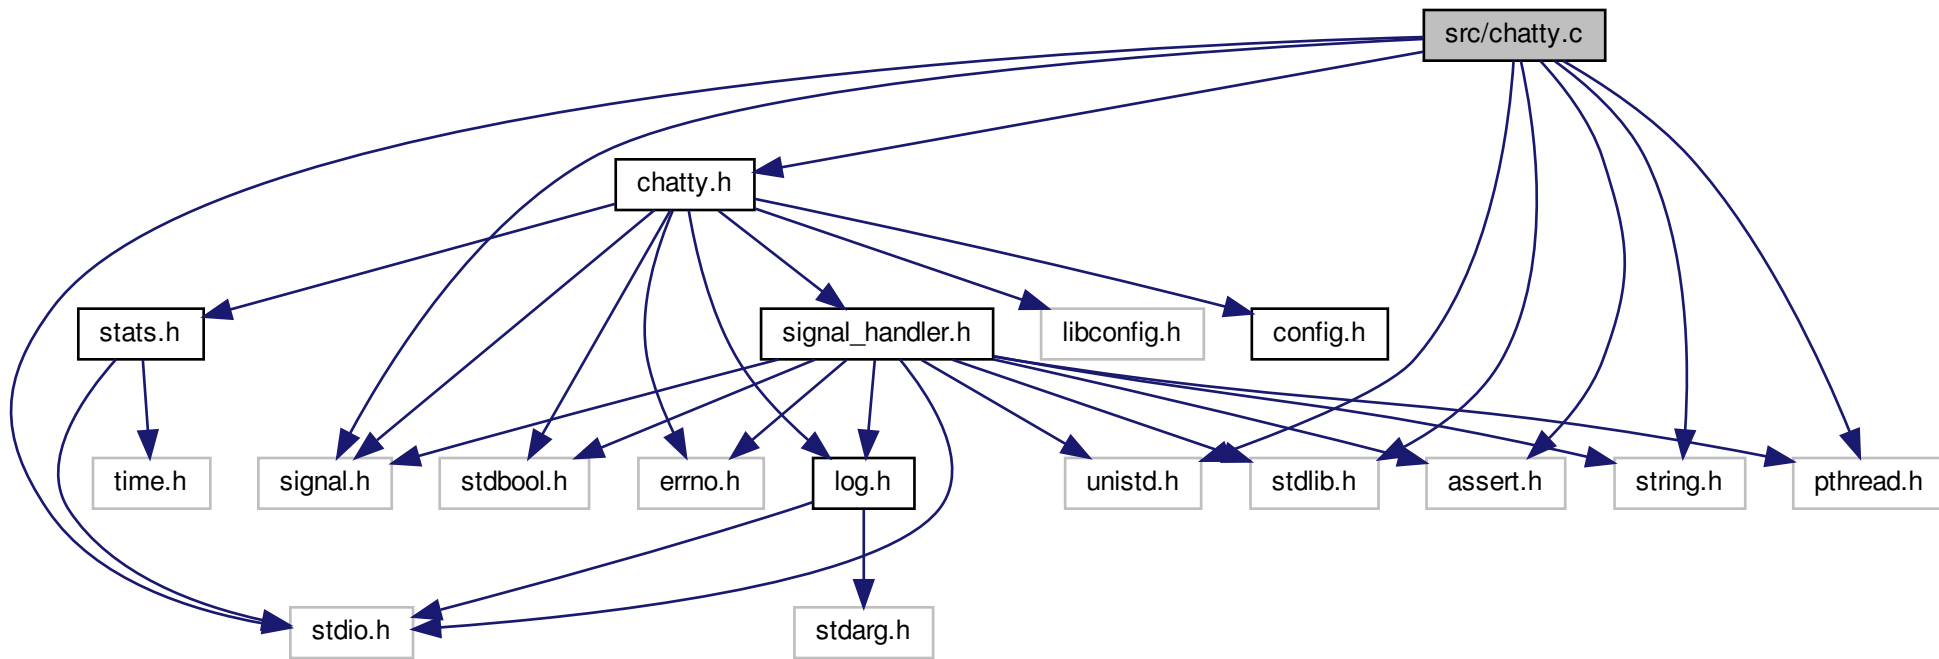 src/chatty.c
chatty.h
stats.h
signal_handler.h
libconfig.h
config.h
time.h
signal.h
stdbool.h
errno.h
log.h
unistd.h
stdlib.h
assert.h
string.h
pthread.h
stdio.h
stdarg.h